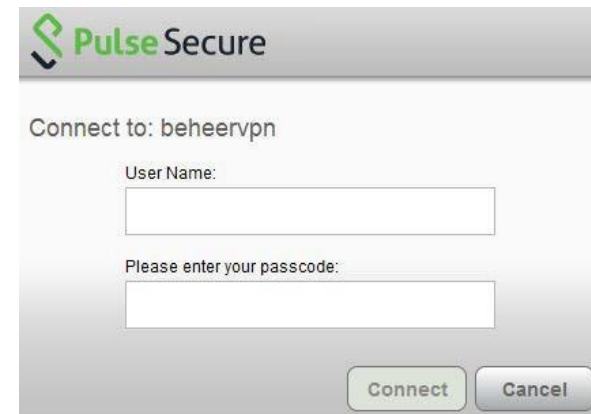 Pulse Secure
Connect to: beheervpn
User Name:
Please enter your passcode:
Connect Cancel